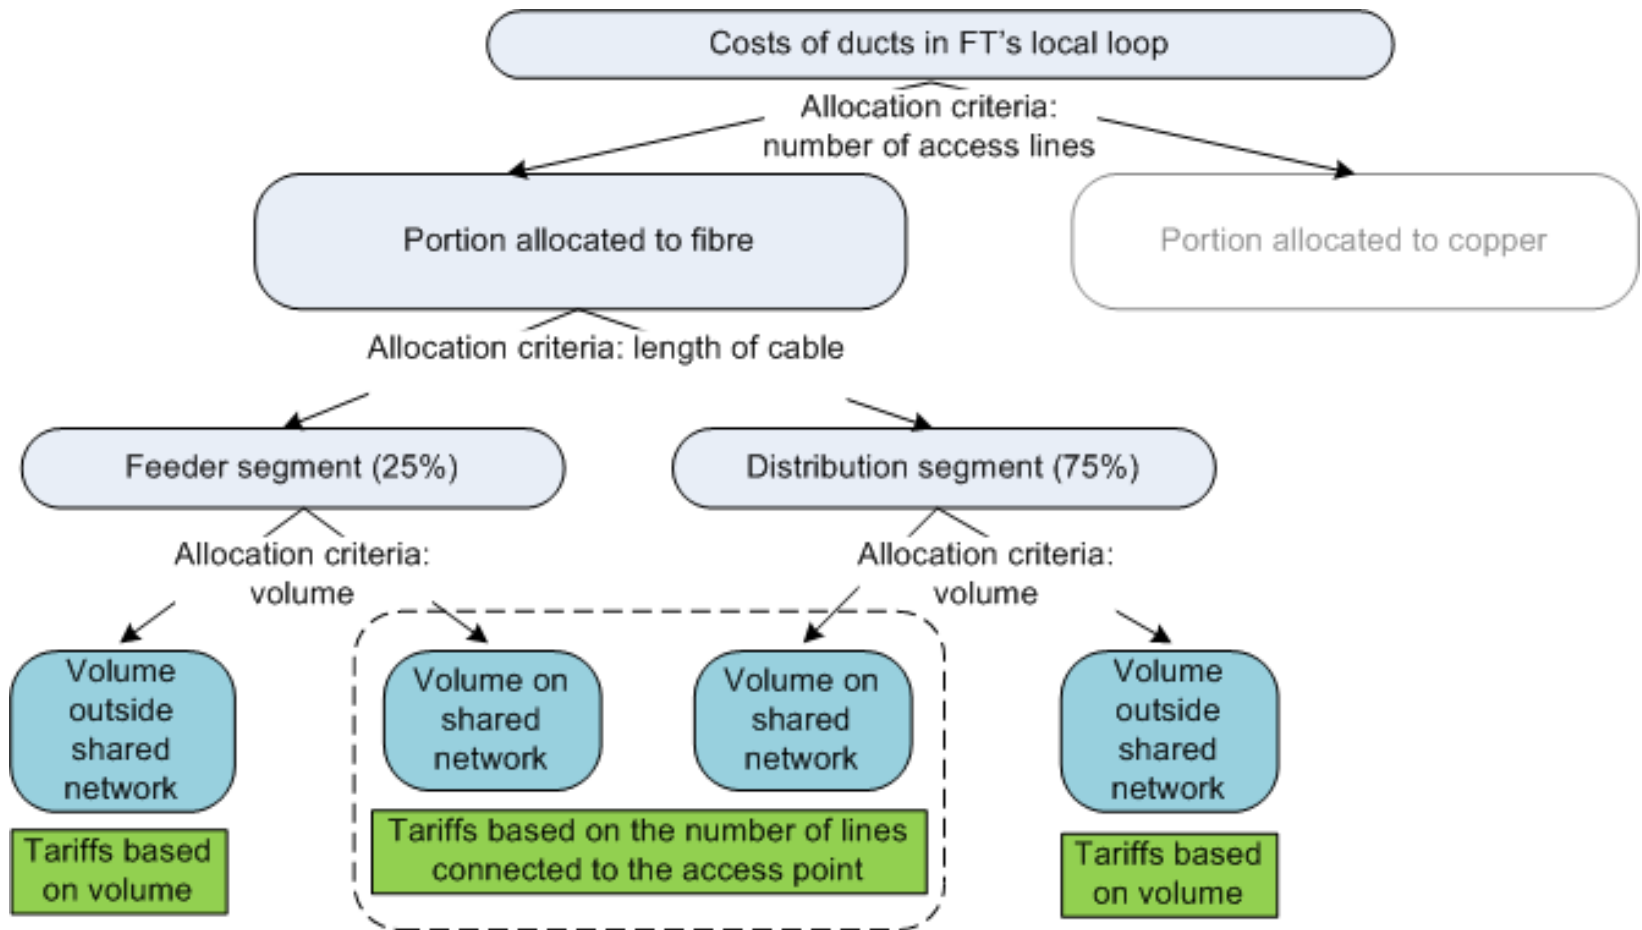 Costs of ducts in FT's local loop
Allocation criteria:
number of access lines
Portion allocated to fibre
Portion allocated to copper
Allocation criteria: length of cable
Feeder segment (25%)
Distribution segment (75%)
Allocation criteria:
volume
Allocation criteria:
volume
Volume
outside
shared
network
Volume on
shared
network
Volume on
shared
network
Volume
outside
shared
network
Tariffs based
on volume
Tariffs based on the number of lines
connected to the access point
Tariffs based
on volume